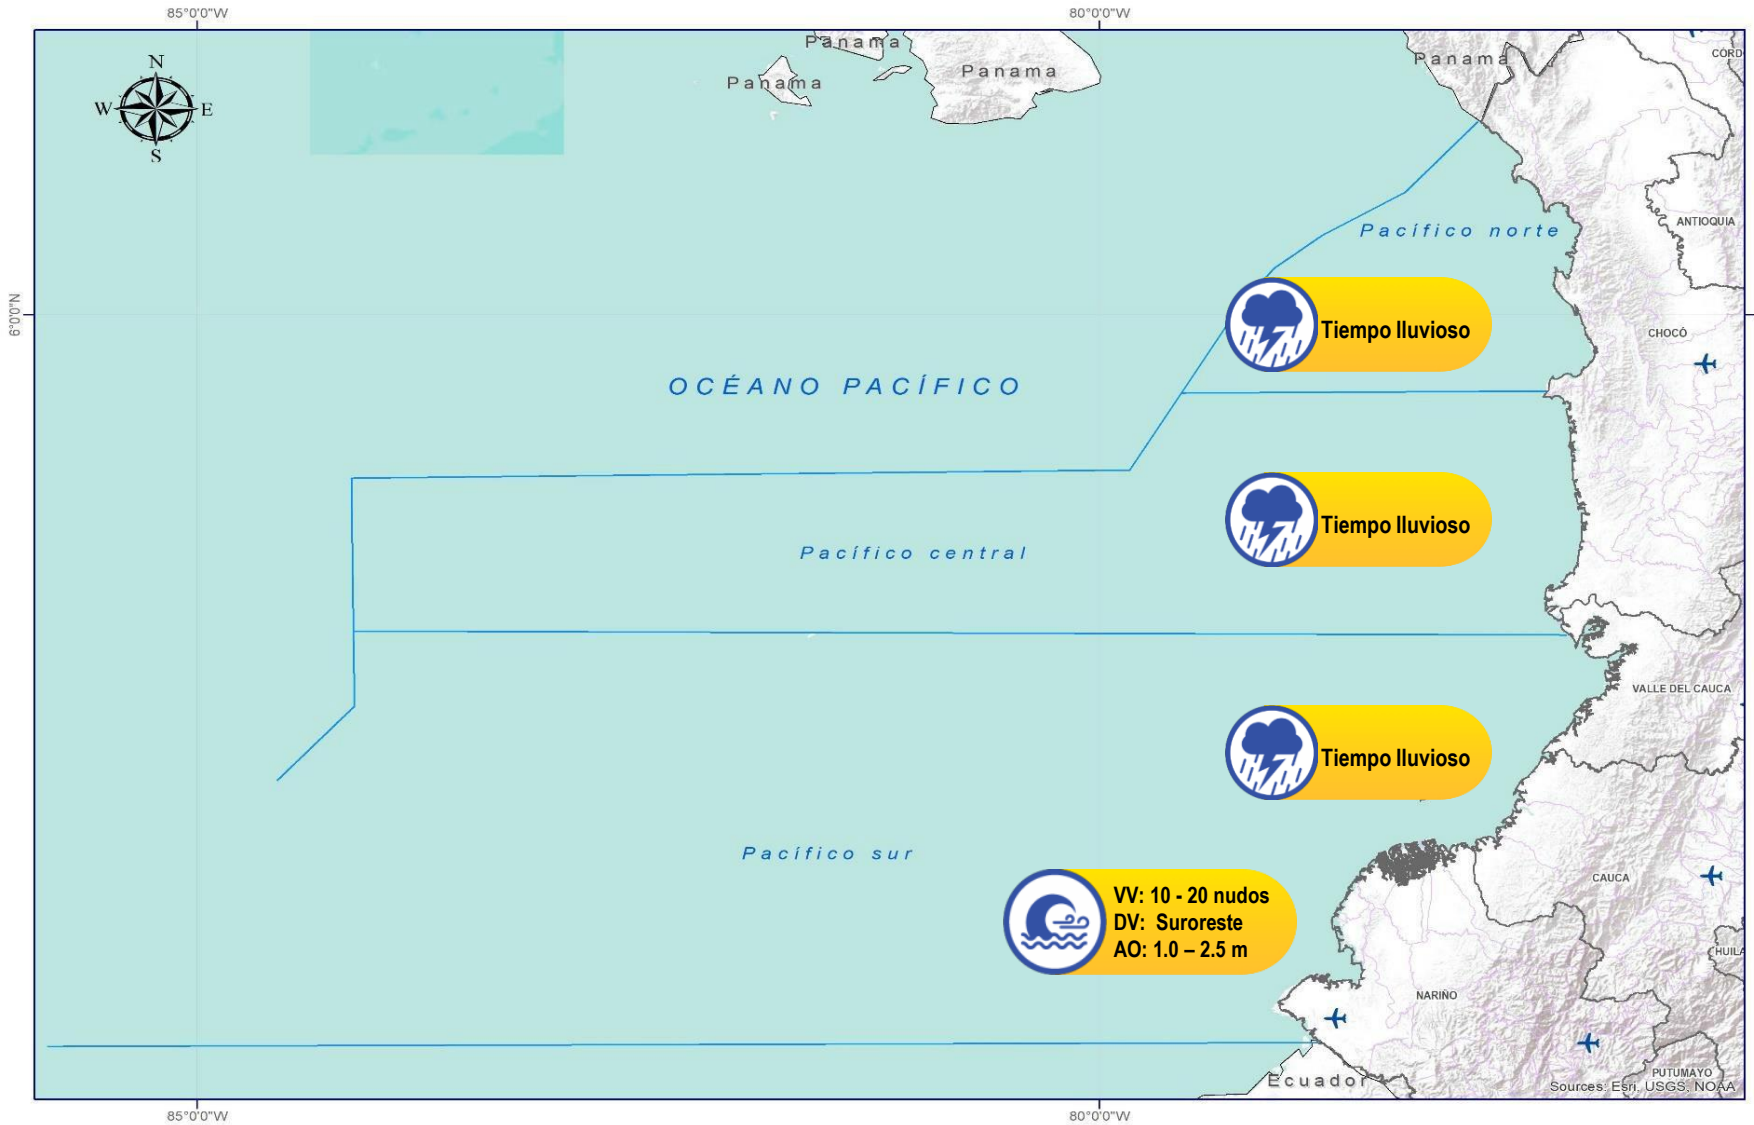 85°0'0"W
80°0'0"W
Panama
Panama
Panama
Panama
N
W
E
S
ANTIOQUIA
Pacífico norte
6°0'0"N
Tiempo lluvioso
CHOCÓ
OCÉANO PACÍFICO
Tiempo lluvioso
Pacífico central
VALLE DEL CAUCA
Tiempo lluvioso
Pacífico sur
CAUCA
VV: 10 - 20 nudos
DV: Suroreste
AO: 1.0 – 2.5 m
NARIÑO
PUTUMAYO
Ecuador
Sources: Esri, USGS, NOAA
85°0'0"W
80°0'0"W